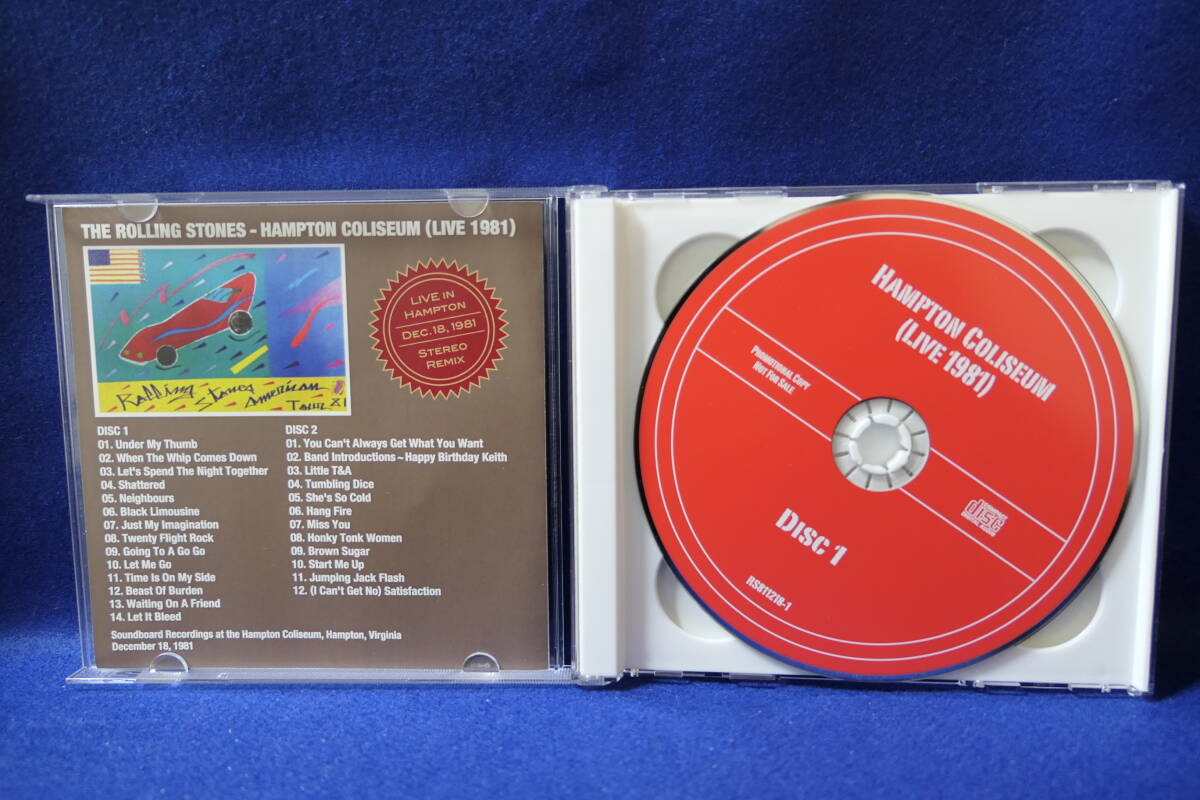 THE ROLLING STONES - HAMPTON COLISEUM (LIVE 1981)
Rolling Stones American
Tour 81
LIVE IN
HAMPTON
DEC. 18, 1981
STEREO
REMIX
DISC 1
01. Under My Thumb
02. When The Whip Comes Down
03. Let's Spend The Night Together
04. Shattered
05. Neighbours
06. Black Limousine
07. Just My Imagination
08. Twenty Flight Rock
09. Going To A Go Go
10. Let Me Go
11. Time Is On My Side
12. Beast Of Burden
13. Waiting On A Friend
14. Let It Bleed
DISC 2
01. You Can't Always Get What You Want
02. Band Introductions~Happy Birthday Keith
03. Little T&A
04. Tumbling Dice
05. She's So Cold
06. Hang Fire
07. Miss You
08. Honky Tonk Women
09. Brown Sugar
10. Start Me Up
11. Jumping Jack Flash
12. (I Can't Get No) Satisfaction
Soundboard Recordings at the Hampton Coliseum, Hampton, Virginia
December 18, 1981
HAMPTON COLISEUM
(LIVE 1981)
PROMOTIONAL COPY
NOT FOR SALE
COMPACT
disc
DIGITAL AUDIO
DISC 1
RS811218-1